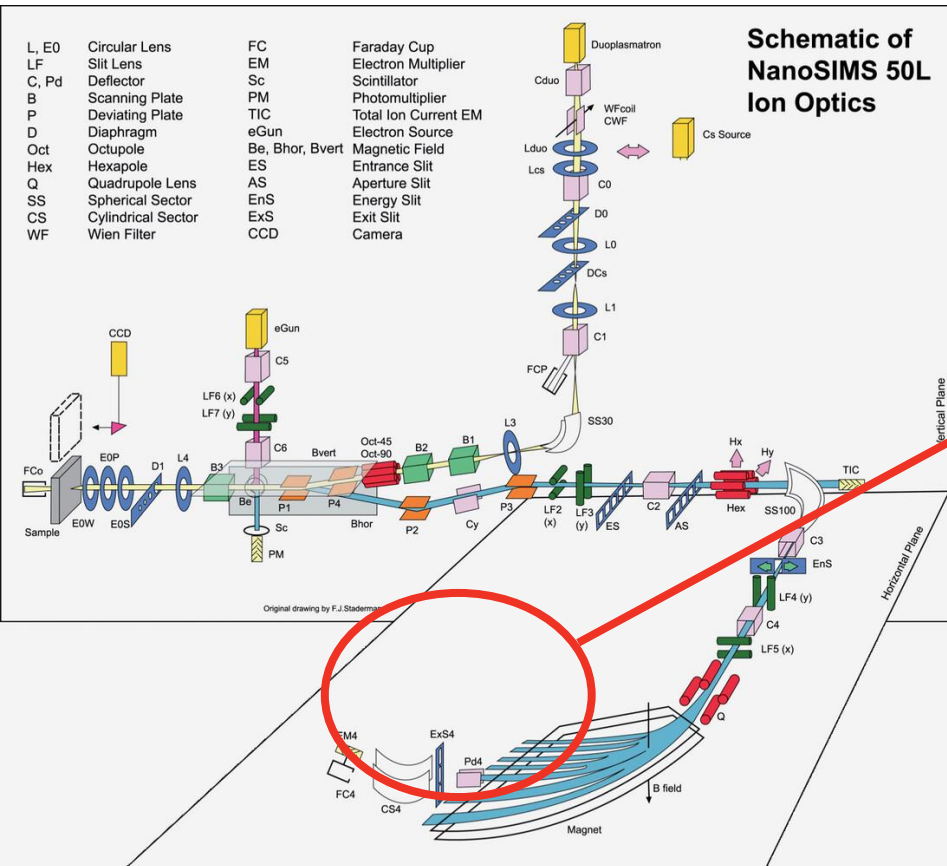 Schematic of
NanoSIMS 50L
Ion Optics
L, E0 Circular Lens
LF Slit Lens
C, Pd Deflector
B Scanning Plate
P Deviating Plate
D Diaphragm
Oct Octupole
Hex Hexapole
Q Quadrupole Lens
SS Spherical Sector
CS Cylindrical Sector
WF Wien Filter
FC Faraday Cup
EM Electron Multiplier
Sc Scintillator
PM Photomultiplier
TIC Total Ion Current EM
eGun Electron Source
Be, Bhor, Bvert Magnetic Field
ES Entrance Slit
AS Aperture Slit
EnS Energy Slit
ExS Exit Slit
CCD Camera
Duoplasmatron
Cduo
WFcoil
CWF
Cs Source
Lduo
Lcs
C0
D0
L0
DCs
L1
C1
FCP
SS30
CCD
eGun
C5
LF6 (x)
LF7 (y)
C6
Bvert
Oct-45
Oct-90
B2
B1
L3
FCo
E0P
D1
L4
B3
Be
P1
P4
Bhor
P2
Cy
P3
LF2
(x)
LF3
(y)
ES
C2
AS
Hx
Hy
Hex
TIC
SS100
Sample
E0W
E0S
Sc
PM
C3
EnS
LF4 (y)
C4
LF5 (x)
Q
Horizontal Plane
Plane
Original drawing by
ExS4
Pd4
FC4
CS4
B field
Magnet